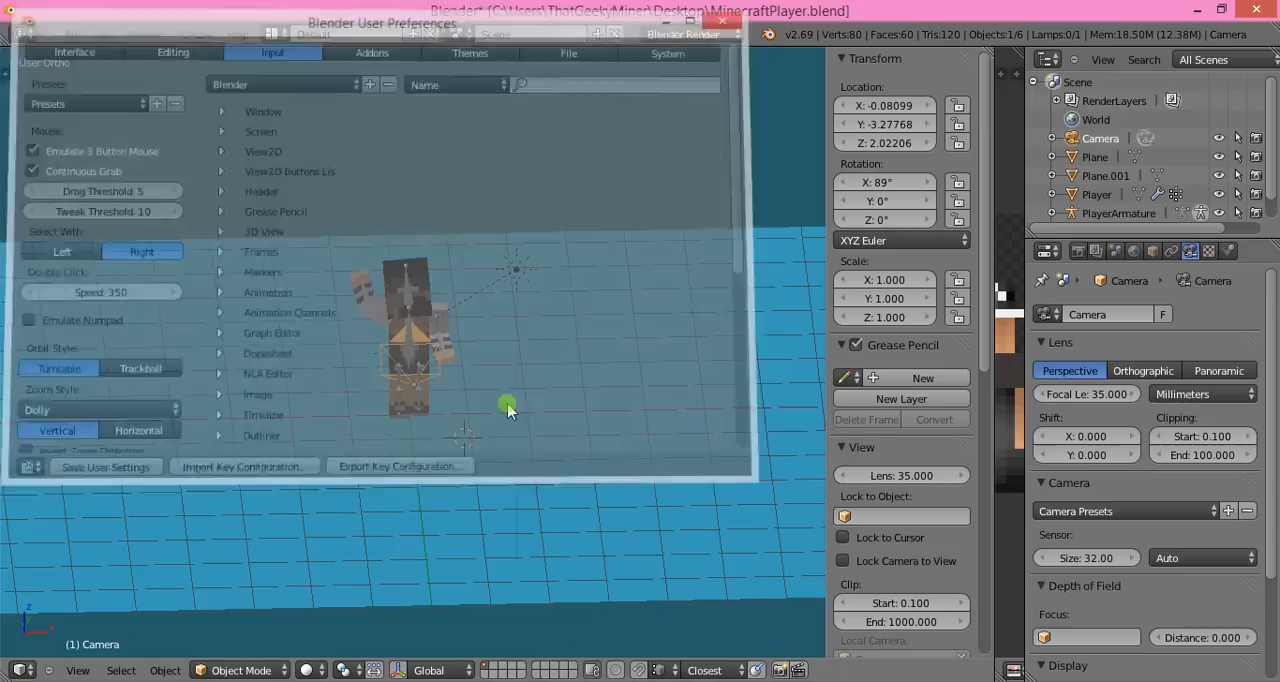 Blender* [C:\Users\ThatGeekyMiner\Desktop\MinecraftPlayer.blend]
Blender User Preferences
Default
Scene
Blender Render
v2.69 | Verts:80 | Faces:60 | Tris:120 | Objects:1/6 | Lamps:0/1 | Mem:18.50M (12.38M) | Camera
Interface
Editing
Input
Addons
Themes
File
System
User Ortho
Presets:
Presets
Blender
Name
Mouse:
Emulate 3 Button Mouse
Continuous Grab
Drag Threshold: 5
Tweak Threshold: 10
Select With:
Left
Right
Double Click:
Speed: 350
Emulate Numpad
Orbit Style:
Turntable
Trackball
Zoom Style:
Dolly
Vertical
Horizontal
Window
Screen
View2D
View2D Buttons Lis
Header
Grease Pencil
3D View
Frames
Markers
Animation
Animation Channels
Graph Editor
Dopesheet
NLA Editor
Image
Timeline
Outliner
Save User Settings
Import Key Configuration...
Export Key Configuration...
z
x
(1) Camera
View
Select
Object
Object Mode
Global
Closest
Transform
Location:
X: -0.08099
Y: -3.27768
Z: 2.02206
Rotation:
X: 89°
Y: 0°
Z: 0°
XYZ Euler
Scale:
X: 1.000
Y: 1.000
Z: 1.000
Grease Pencil
New
New Layer
Delete Frame
Convert
View
Lens: 35.000
Lock to Object:
Lock to Cursor
Lock Camera to View
Clip:
Start: 0.100
End: 1000.000
Local Camera:
View
Search
All Scenes
Scene
RenderLayers
World
Camera
Plane
Plane.001
Player
PlayerArmature
Camera
Camera
Camera
F
Lens
Perspective
Orthographic
Panoramic
Focal Le: 35.000
Millimeters
Shift:
Clipping:
X: 0.000
Start: 0.100
Y: 0.000
End: 100.000
Camera
Camera Presets
Sensor:
Size: 32.00
Auto
Depth of Field
Focus:
Distance: 0.000
Display